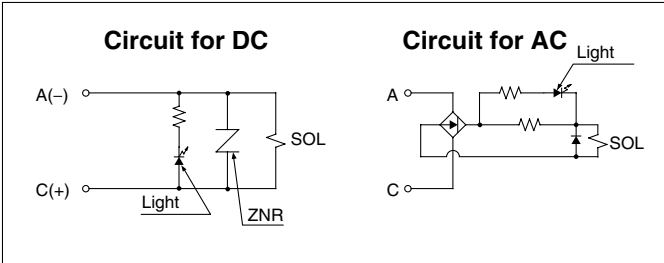 Circuit for DC
A(−)
SOL
C(+)
Light
ZNR
Circuit for AC
Light
A
SOL
C